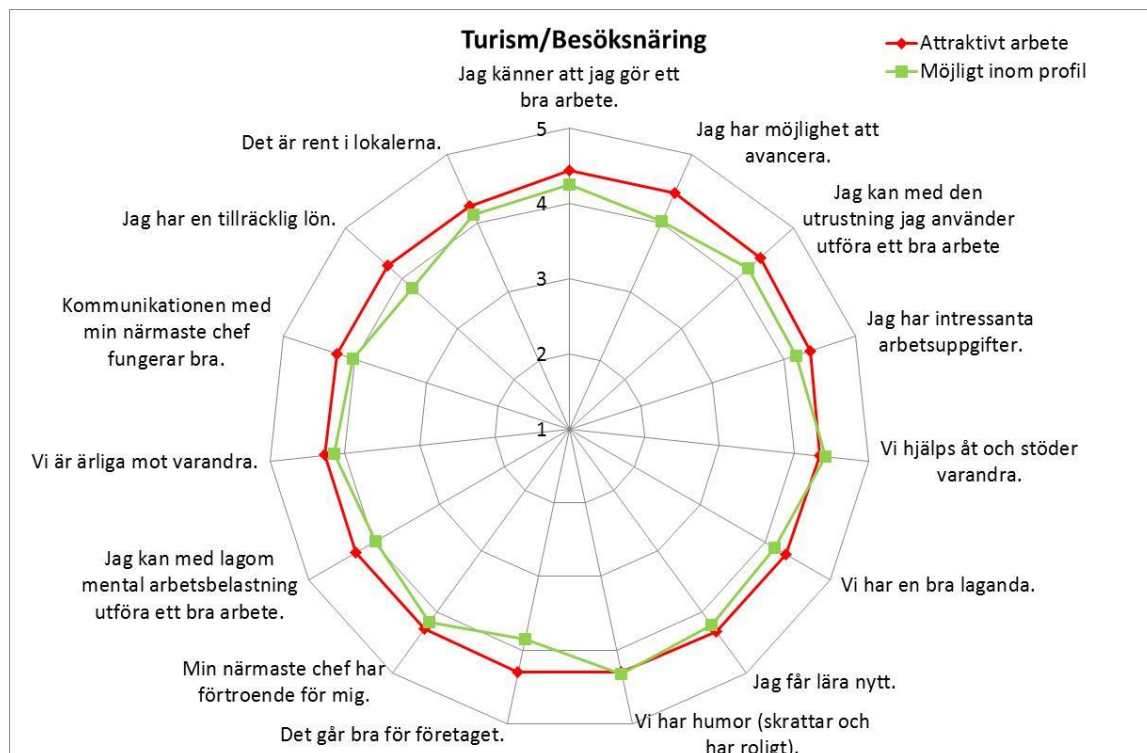 Turism/Besöksnäring
Attraktivt arbete
Möjligt inom profil
Jag känner att jag gör ett
bra arbete.
Jag har möjlighet att
avancera.
Jag kan med den
utrustning jag använder
utföra ett bra arbete
Jag har intressanta
arbetsuppgifter.
Vi hjälps åt och stöder
varandra.
Vi har en bra laganda.
Jag får lära nytt.
Vi har humor (skrattar och
har roligt).
Det går bra för företaget.
Min närmaste chef har
förtroende för mig.
Jag kan med lagom
mental arbetsbelastning
utföra ett bra arbete.
Vi är ärliga mot varandra.
Kommunikationen med
min närmaste chef
fungerar bra.
Jag har en tillräcklig lön.
Det är rent i lokalerna.
5
4
3
2
1